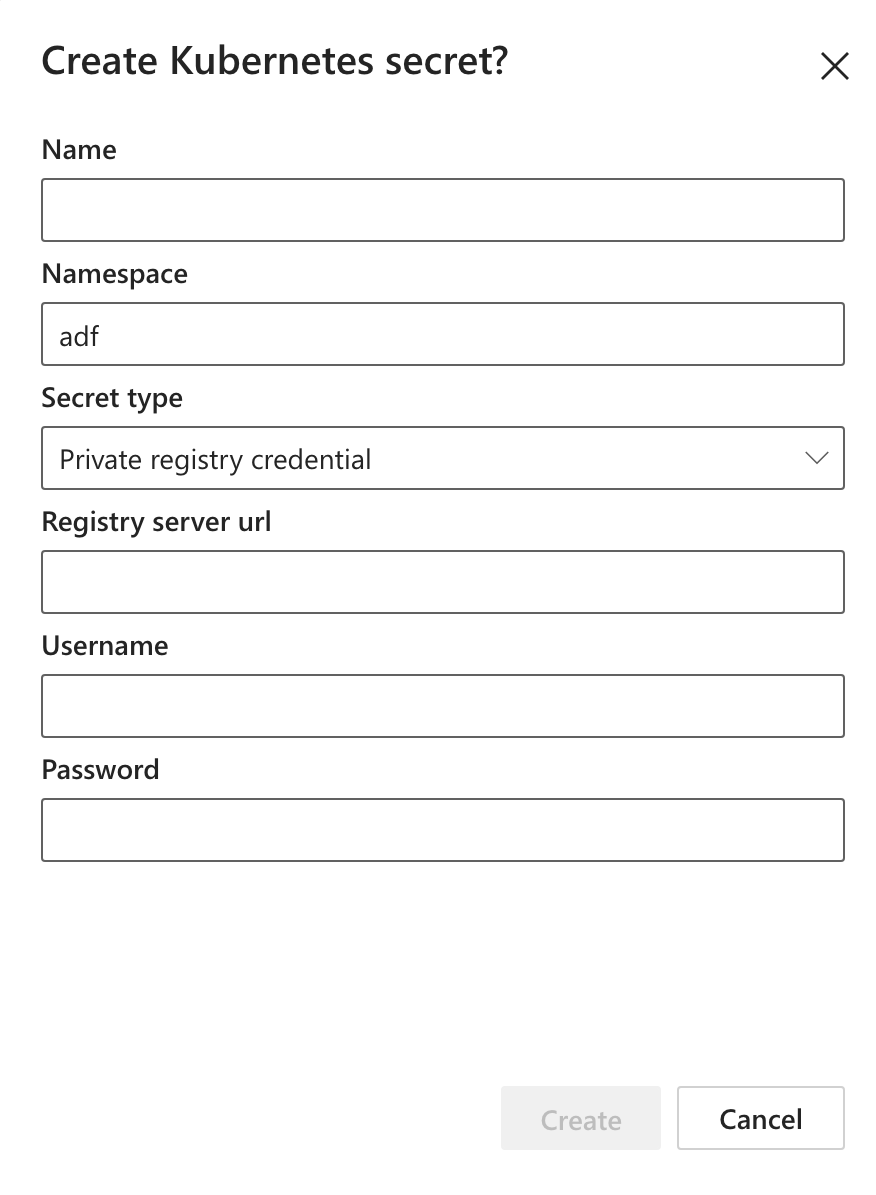 Create Kubernetes secret?
Name
Namespace
adf
Secret type
Private registry credential
Registry server url
Username
Password
Create
Cancel